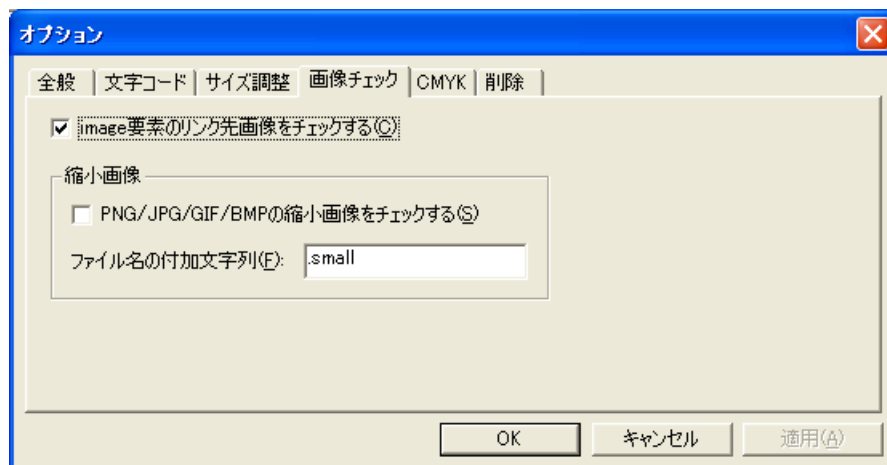 オプション
全般 文字コード サイズ調整 画像チェック CMYK 削除
image要素のリンク先画像をチェックする(C)
縮小画像
PNG/JPG/GIF/BMPの縮小画像をチェックする(S)
ファイル名の付加文字列(F): .small
OK キャンセル 適用(A)